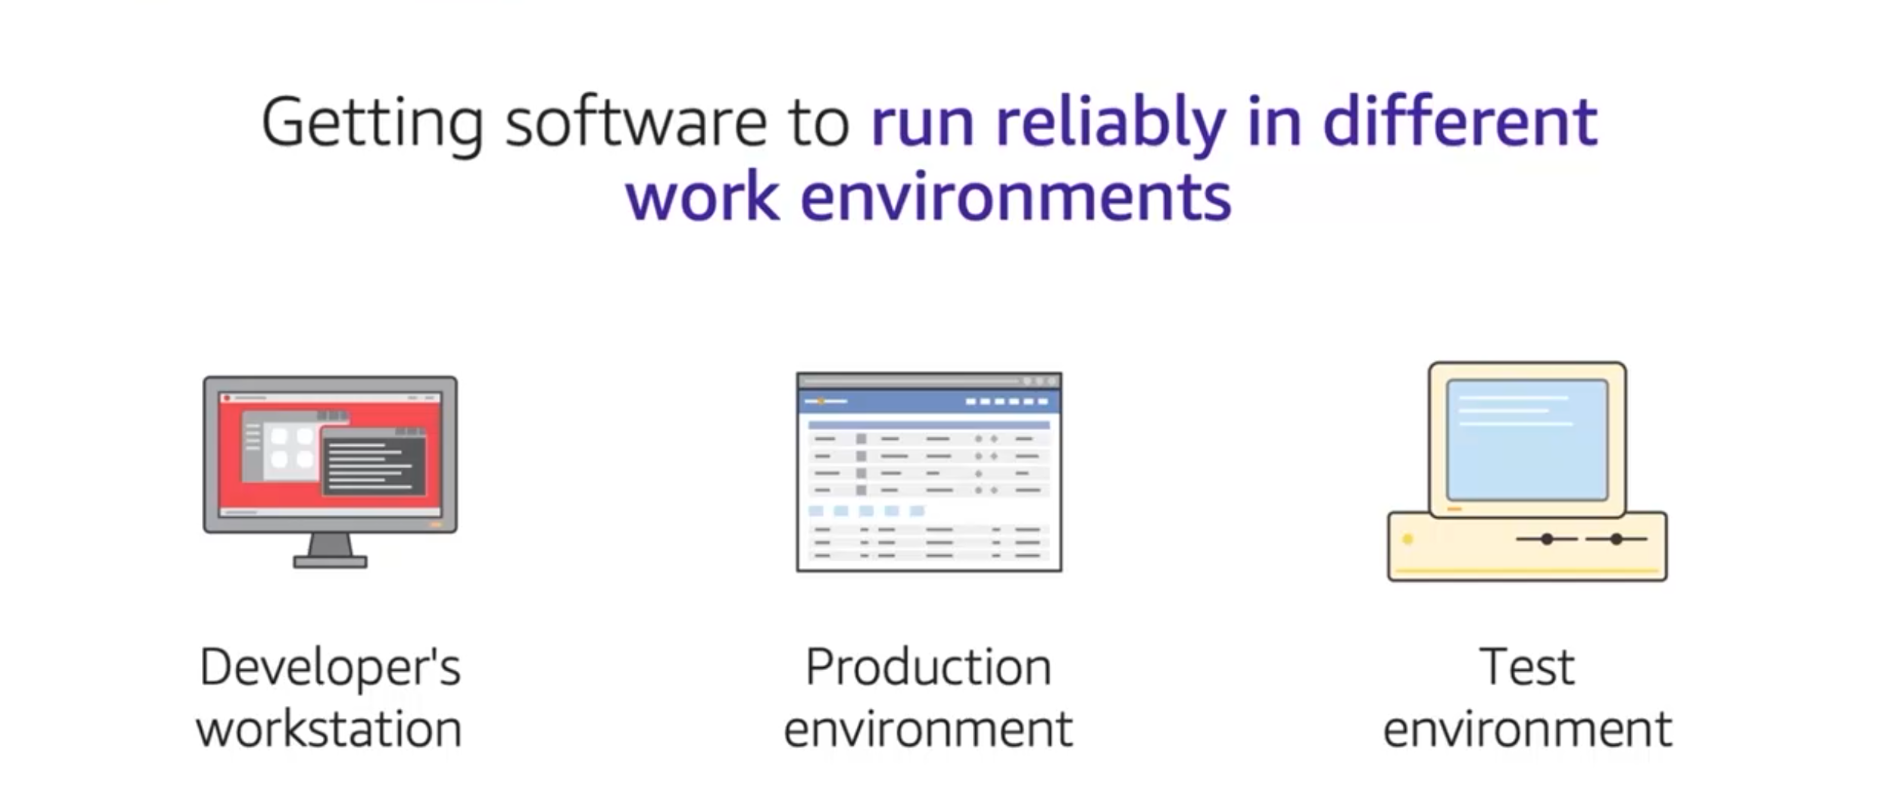 Getting software to run reliably in different
work environments
Developer's
workstation
Production
environment
Test
environment